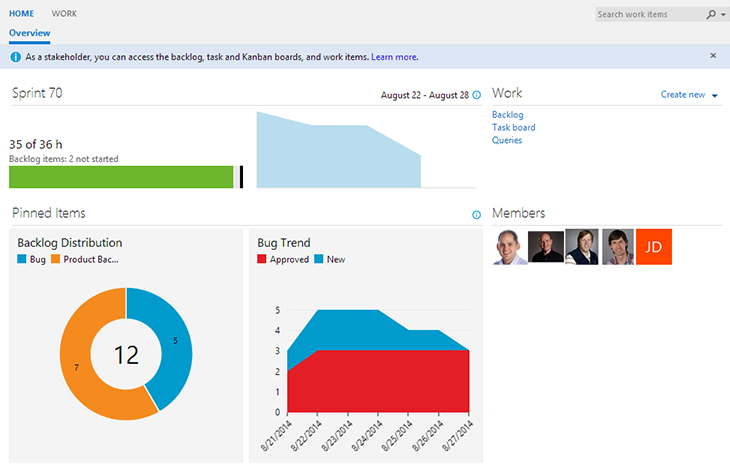 HOME WORK
Search work items
Overview
As a stakeholder, you can access the backlog, task and Kanban boards, and work items. Learn more.
Sprint 70
August 22 - August 28
35 of 36 h
Backlog items: 2 not started
Work
Create new
Backlog
Task board
Queries
Pinned Items
Members
JD
Backlog Distribution
Bug Product Bac...
12
5
7
Bug Trend
Approved New
5
4
3
2
1
0
8/21/2014
8/22/2014
8/23/2014
8/24/2014
8/25/2014
8/26/2014
8/27/2014